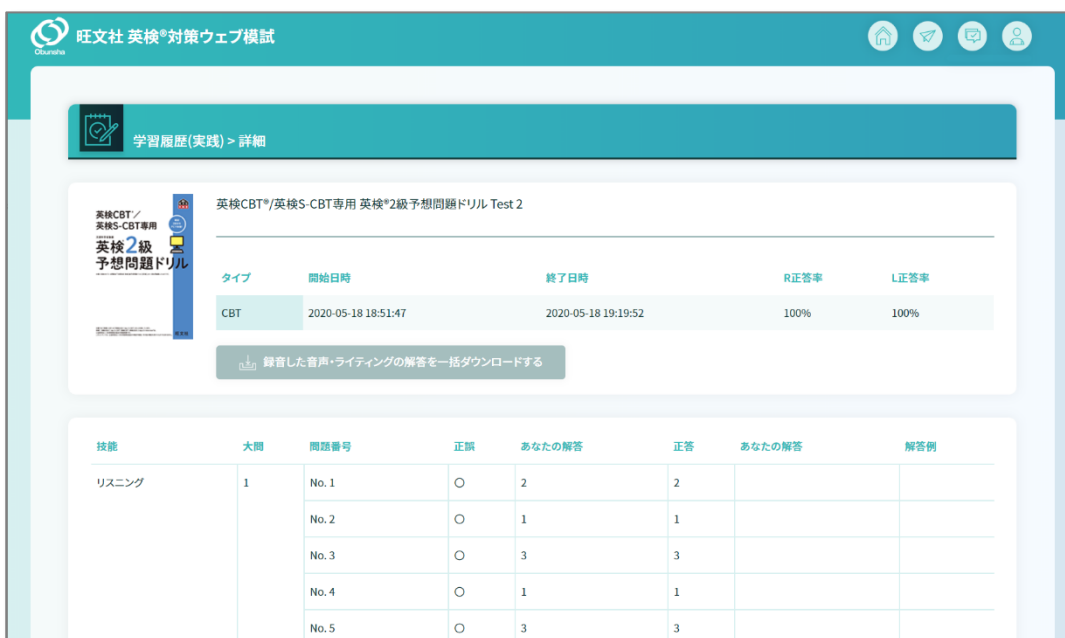 Obunsha
旺文社 英検®対策ウェブ模試
学習履歴(実践) > 詳細
英検CBT®/
英検S-CBT専用
英検2級
予想問題ドリル
旺文社
英検CBT®/英検S-CBT専用 英検®2級予想問題ドリル Test 2
タイプ 開始日時 終了日時 R正答率 L正答率
CBT 2020-05-18 18:51:47 2020-05-18 19:19:52 100% 100%
録音した音声・ライティングの解答を一括ダウンロードする
技能 大問 問題番号 正誤 あなたの解答 正答 あなたの解答 解答例
リスニング 1 No. 1 ○ 2 2
No. 2 ○ 1 1
No. 3 ○ 3 3
No. 4 ○ 1 1
No. 5 ○ 3 3